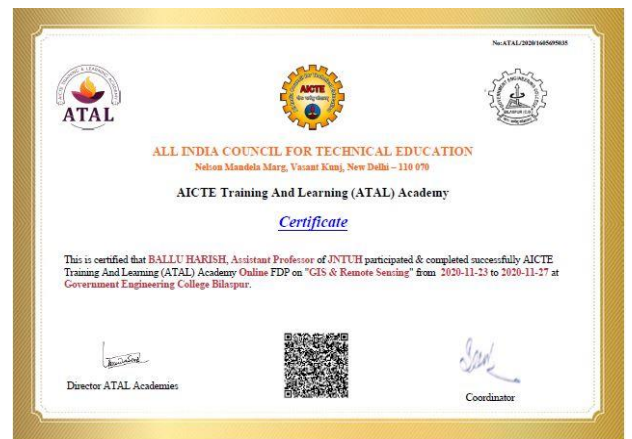 No:ATAL/2020/1605695035
ATAL
AICTE
ALL INDIA COUNCIL FOR TECHNICAL EDUCATION
Nelson Mandela Marg, Vasant Kunj, New Delhi – 110 070
AICTE Training And Learning (ATAL) Academy
Certificate
This is certified that BALLU HARISH, Assistant Professor of JNTUH participated & completed successfully AICTE
Training And Learning (ATAL) Academy Online FDP on "GIS & Remote Sensing" from 2020-11-23 to 2020-11-27 at
Government Engineering College Bilaspur.
Director ATAL Academies
Coordinator